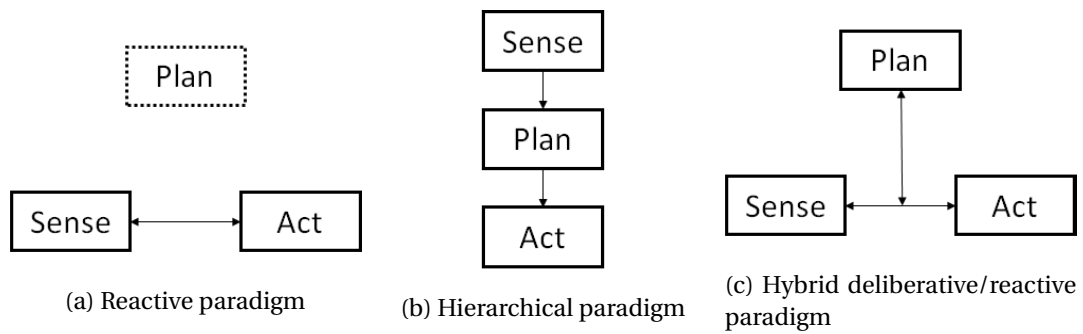 Plan
Sense
Act
(a) Reactive paradigm
Sense
Plan
Act
(b) Hierarchical paradigm
Plan
Sense
Act
(c) Hybrid deliberative/reactive
paradigm